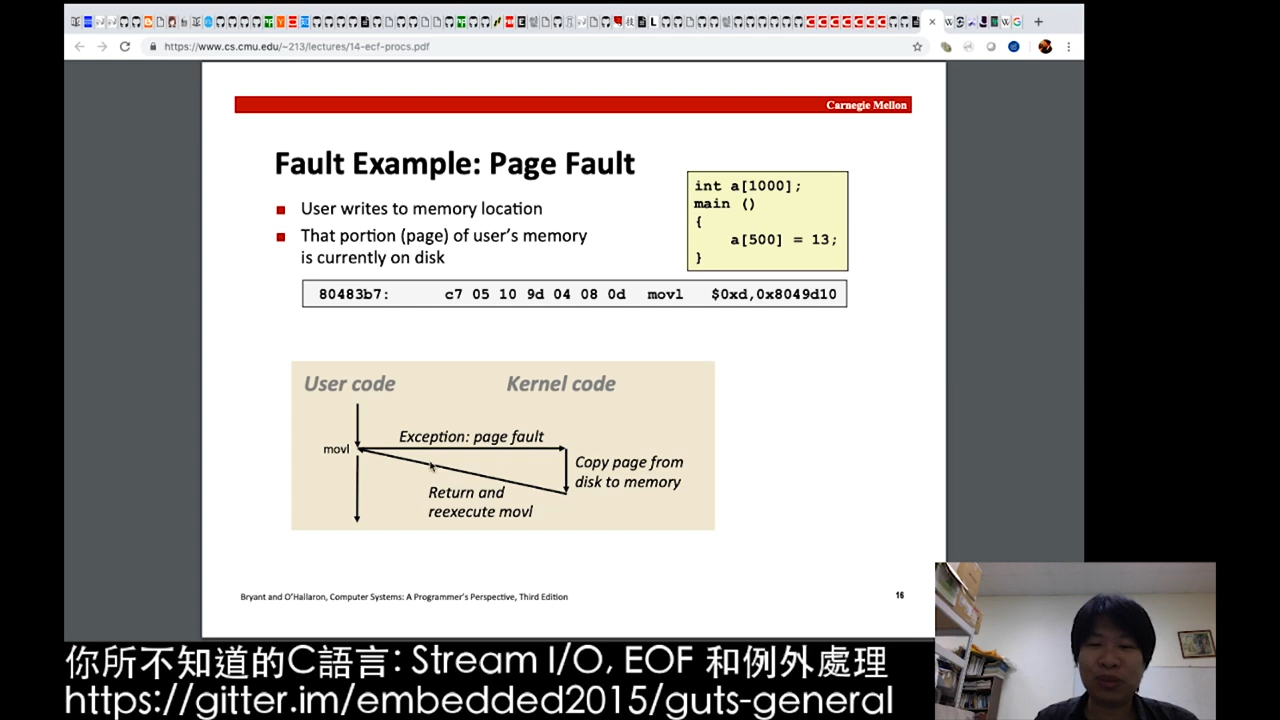 https://www.cs.cmu.edu/~213/lectures/14-ecf-procs.pdf
Carnegie Mellon
Fault Example: Page Fault
User writes to memory location
That portion (page) of user's memory
is currently on disk
int a[1000];
main ()
{
a[500] = 13;
}
80483b7: c7 05 10 9d 04 08 0d movl $0xd,0x8049d10
User code Kernel code
Exception: page fault
movl
Copy page from
disk to memory
Return and
reexecute movl
Bryant and O'Hallaron, Computer Systems: A Programmer's Perspective, Third Edition 16
你所不知道的C語言: Stream I/O, EOF 和例外處理
https://gitter.im/embedded2015/guts-general